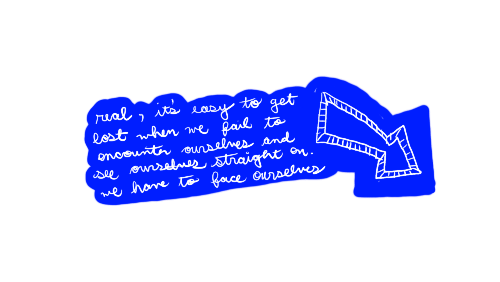 real, it's easy to get
lost when we fail to
encounter ourselves and
see ourselves straight on.
we have to face ourselves